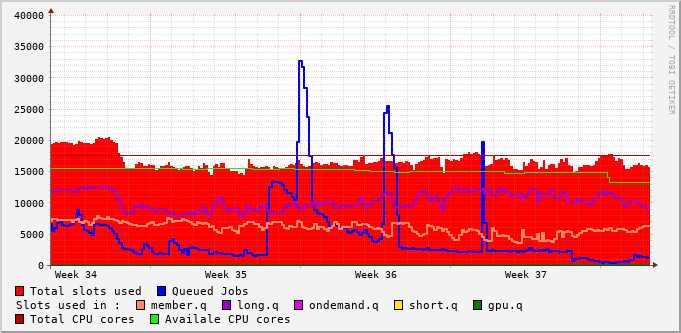 40000
35000
30000
25000
20000
15000
10000
5000
0
Week 34 Week 35 Week 36 Week 37
Total slots used Queued Jobs
Slots used in : member.q long.q ondemand.q short.q gpu.q
Total CPU cores Availale CPU cores
RRDTOOL / TOBI OETIKER